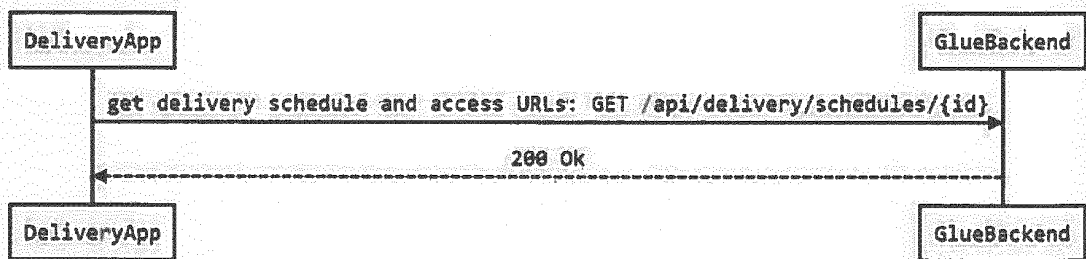 DeliveryApp
GlueBackend
get delivery schedule and access URLs: GET /api/delivery/schedules/{id}
200 Ok
DeliveryApp
GlueBackend